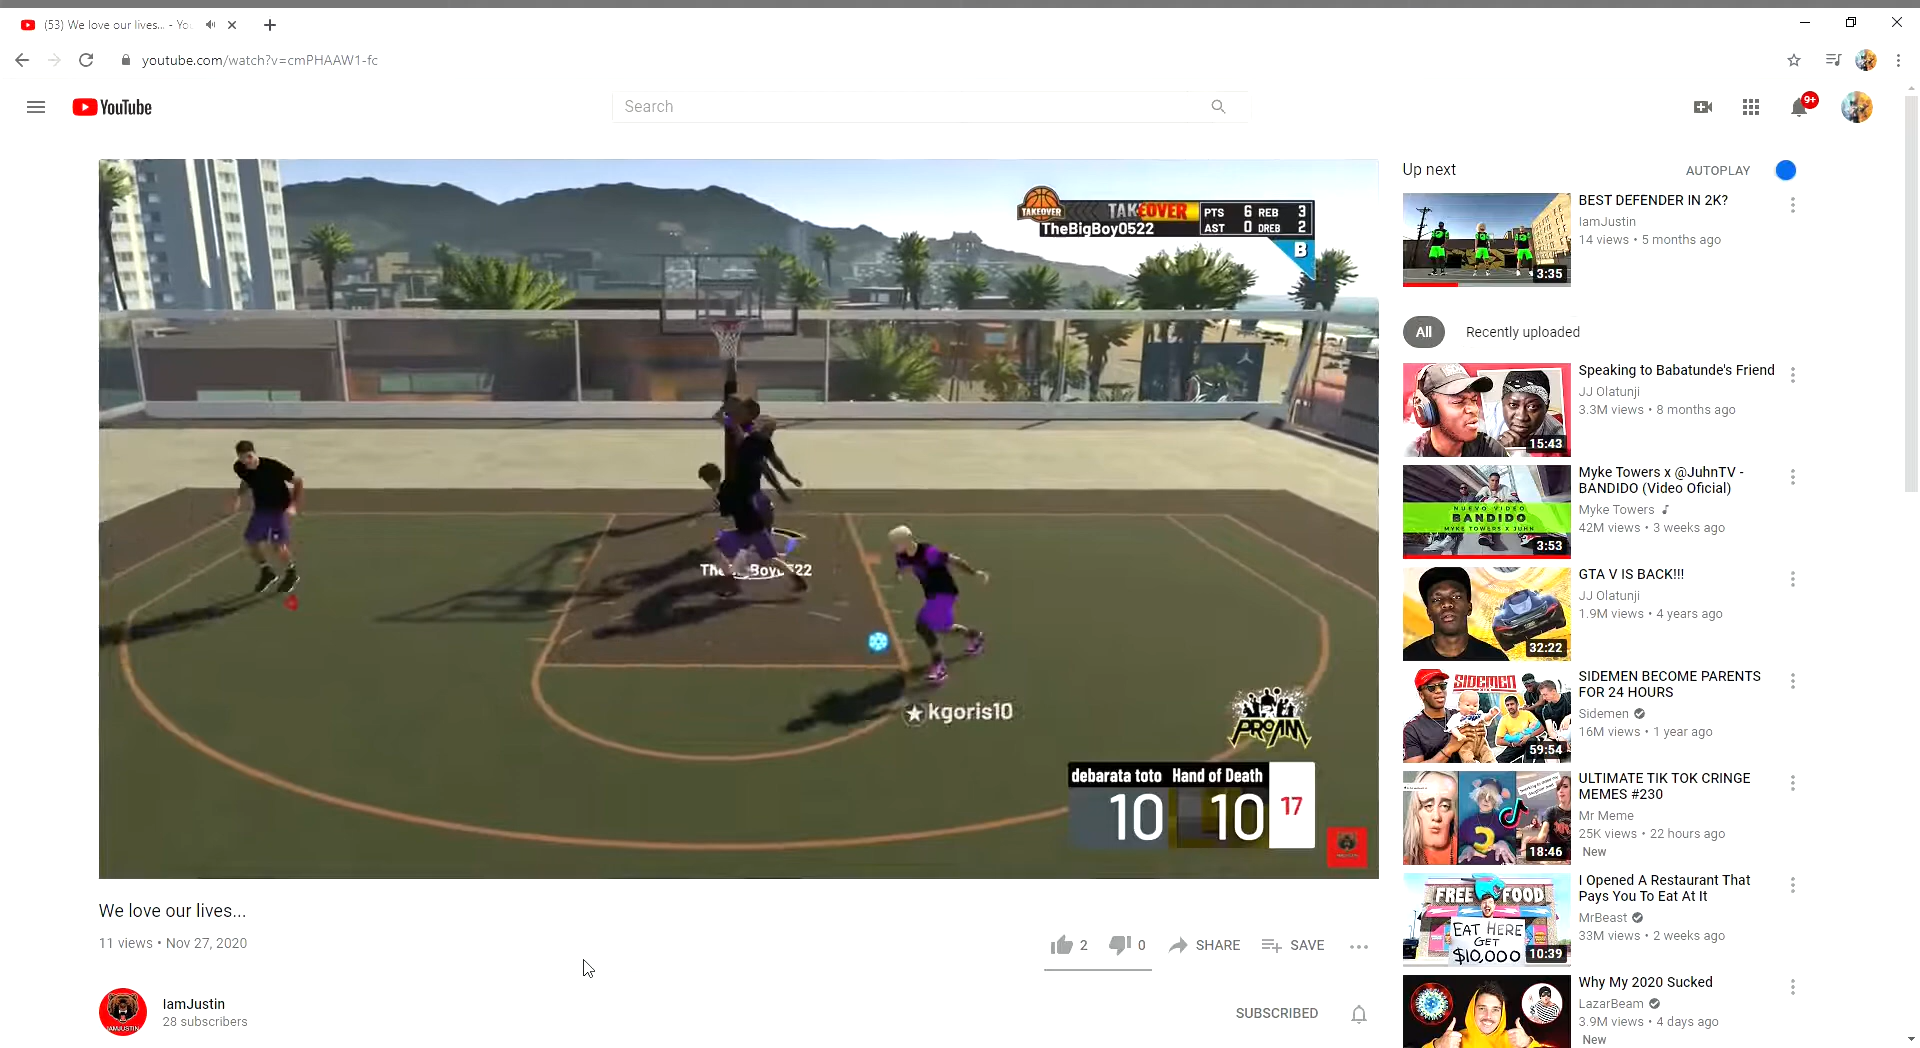 (53) We love our lives... - You
youtube.com/watch?v=cmPHAAW1-fc
YouTube
Search
9+
TAKEOVER
TAKEOVER
PTS 6 REB 3
TheBigBoy0522
AST 0 DREB 2
B
kgoris10
PRO AM
debarata toto Hand of Death
10 10 17
We love our lives...
11 views • Nov 27, 2020
2 0 SHARE SAVE
IAMJUSTIN
IamJustin
28 subscribers
SUBSCRIBED
Up next
AUTOPLAY
BEST DEFENDER IN 2K?
IamJustin
14 views • 5 months ago
3:35
All Recently uploaded
Speaking to Babatunde's Friend
JJ Olatunji
3.3M views • 8 months ago
15:43
Myke Towers x @JuhnTV -
BANDIDO (Video Oficial)
Myke Towers
42M views • 3 weeks ago
NUEVO VIDEO
BANDIDO
MYKE TOWERS X JUHN
3:53
GTA V IS BACK!!!
JJ Olatunji
1.9M views • 4 years ago
32:22
SIDEMEN BECOME PARENTS
FOR 24 HOURS
Sidemen
16M views • 1 year ago
SIDEMEN
59:54
ULTIMATE TIK TOK CRINGE
MEMES #230
Mr Meme
25K views • 22 hours ago
New
18:46
I Opened A Restaurant That
Pays You To Eat At It
MrBeast
33M views • 2 weeks ago
FREE FOOD
EAT HERE
GET
$10,000
10:39
Why My 2020 Sucked
LazarBeam
3.9M views • 4 days ago
New